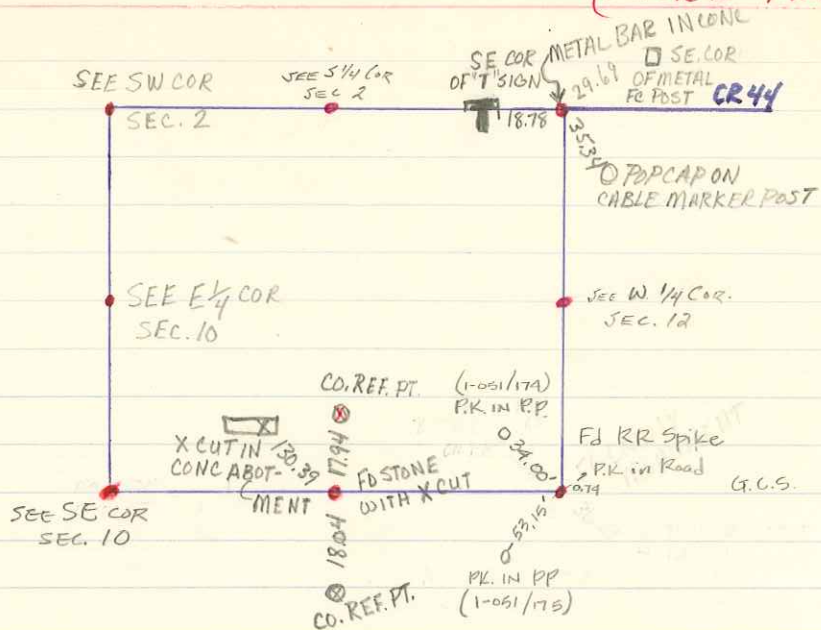 METAL BAR IN CONC
SE COR
OF "T" SIGN
18.78
29.69
SE. COR
OF METAL
FC POST
CR 44
SEE SW COR
SEC. 2
SEE S 1/4 COR
SEC 2
35.34
POPCAP ON
CABLE MARKER POST
SEE E 1/4 COR
SEC. 10
SEE W. 1/4 COR.
SEC. 12
CO. REF. PT.
17.94
(1-051/174)
P.K. IN P.P.
34.00'
Fd RR Spike
P.K in Road
0.74
G.C.S.
X CUT IN
CONC ABOT-
MENT
130.39
FD STONE
WITH X CUT
SEE SE COR
SEC. 10
18.04
CO. REF. PT.
53.15'
PK. IN PP
(1-051/175)